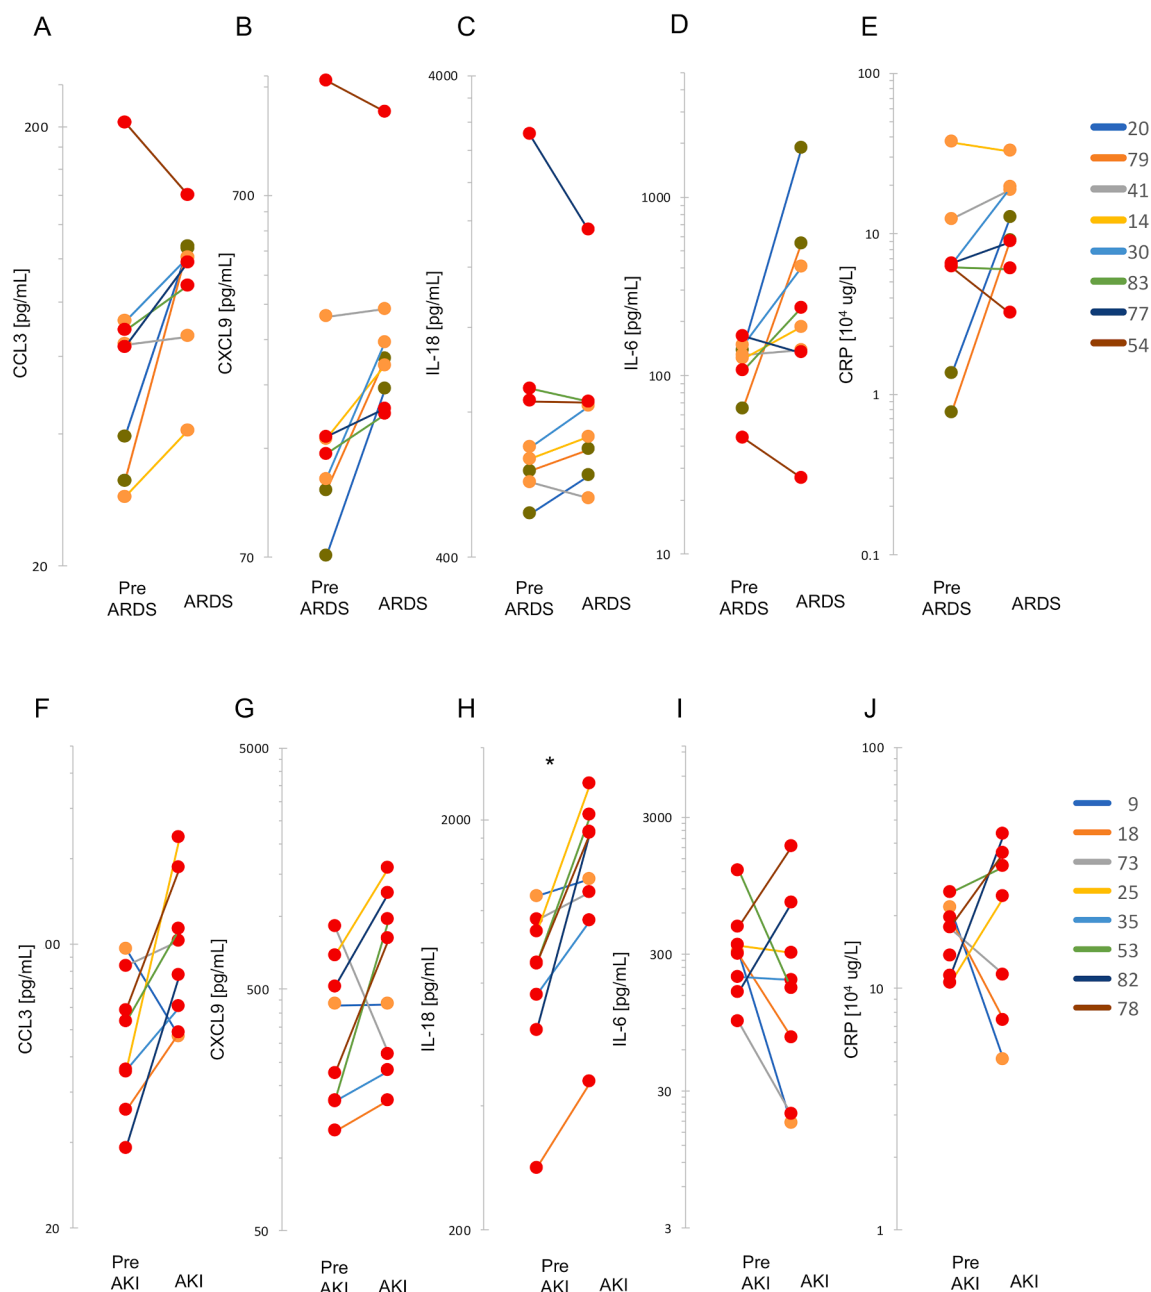 A
B
C
D
E
200
20
CCL3 [pg/mL]
Pre
ARDS
ARDS
700
70
CXCL9 [pg/mL]
Pre
ARDS
ARDS
4000
400
IL-18 [pg/mL]
Pre
ARDS
ARDS
1000
100
10
IL-6 [pg/mL]
Pre
ARDS
ARDS
100
10
1
0.1
CRP [10⁴ ug/L]
Pre
ARDS
ARDS
20
79
41
14
30
83
77
54
F
G
H
I
J
00
20
CCL3 [pg/mL]
Pre
AKI
AKI
5000
500
50
CXCL9 [pg/mL]
Pre
AKI
AKI
*
2000
200
IL-18 [pg/mL]
Pre
AKI
AKI
3000
300
30
3
IL-6 [pg/mL]
Pre
AKI
AKI
100
10
1
CRP [10⁴ ug/L]
Pre
AKI
AKI
9
18
73
25
35
53
82
78